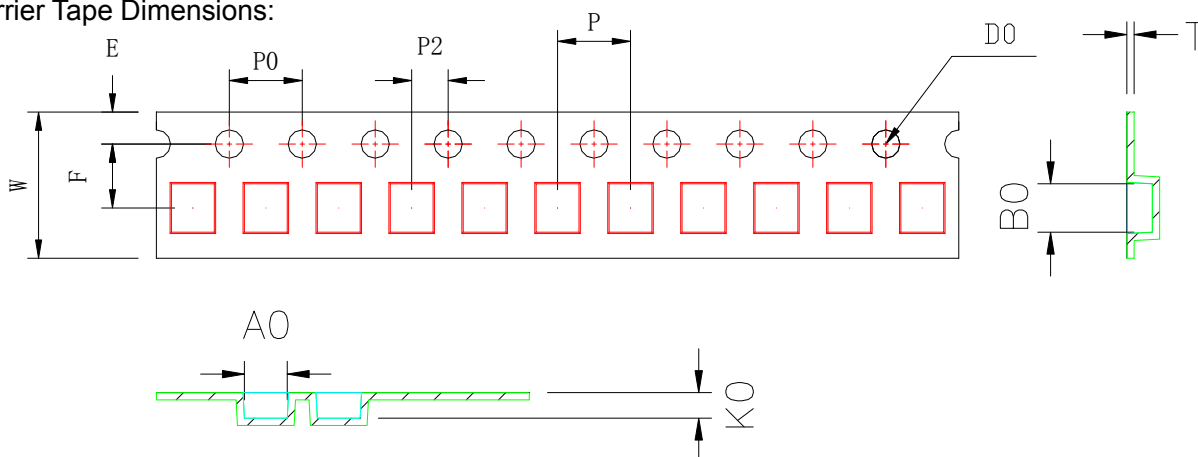 rrier Tape Dimensions:
E
P0
P2
P
D0
T
W
F
B0
A0
K0